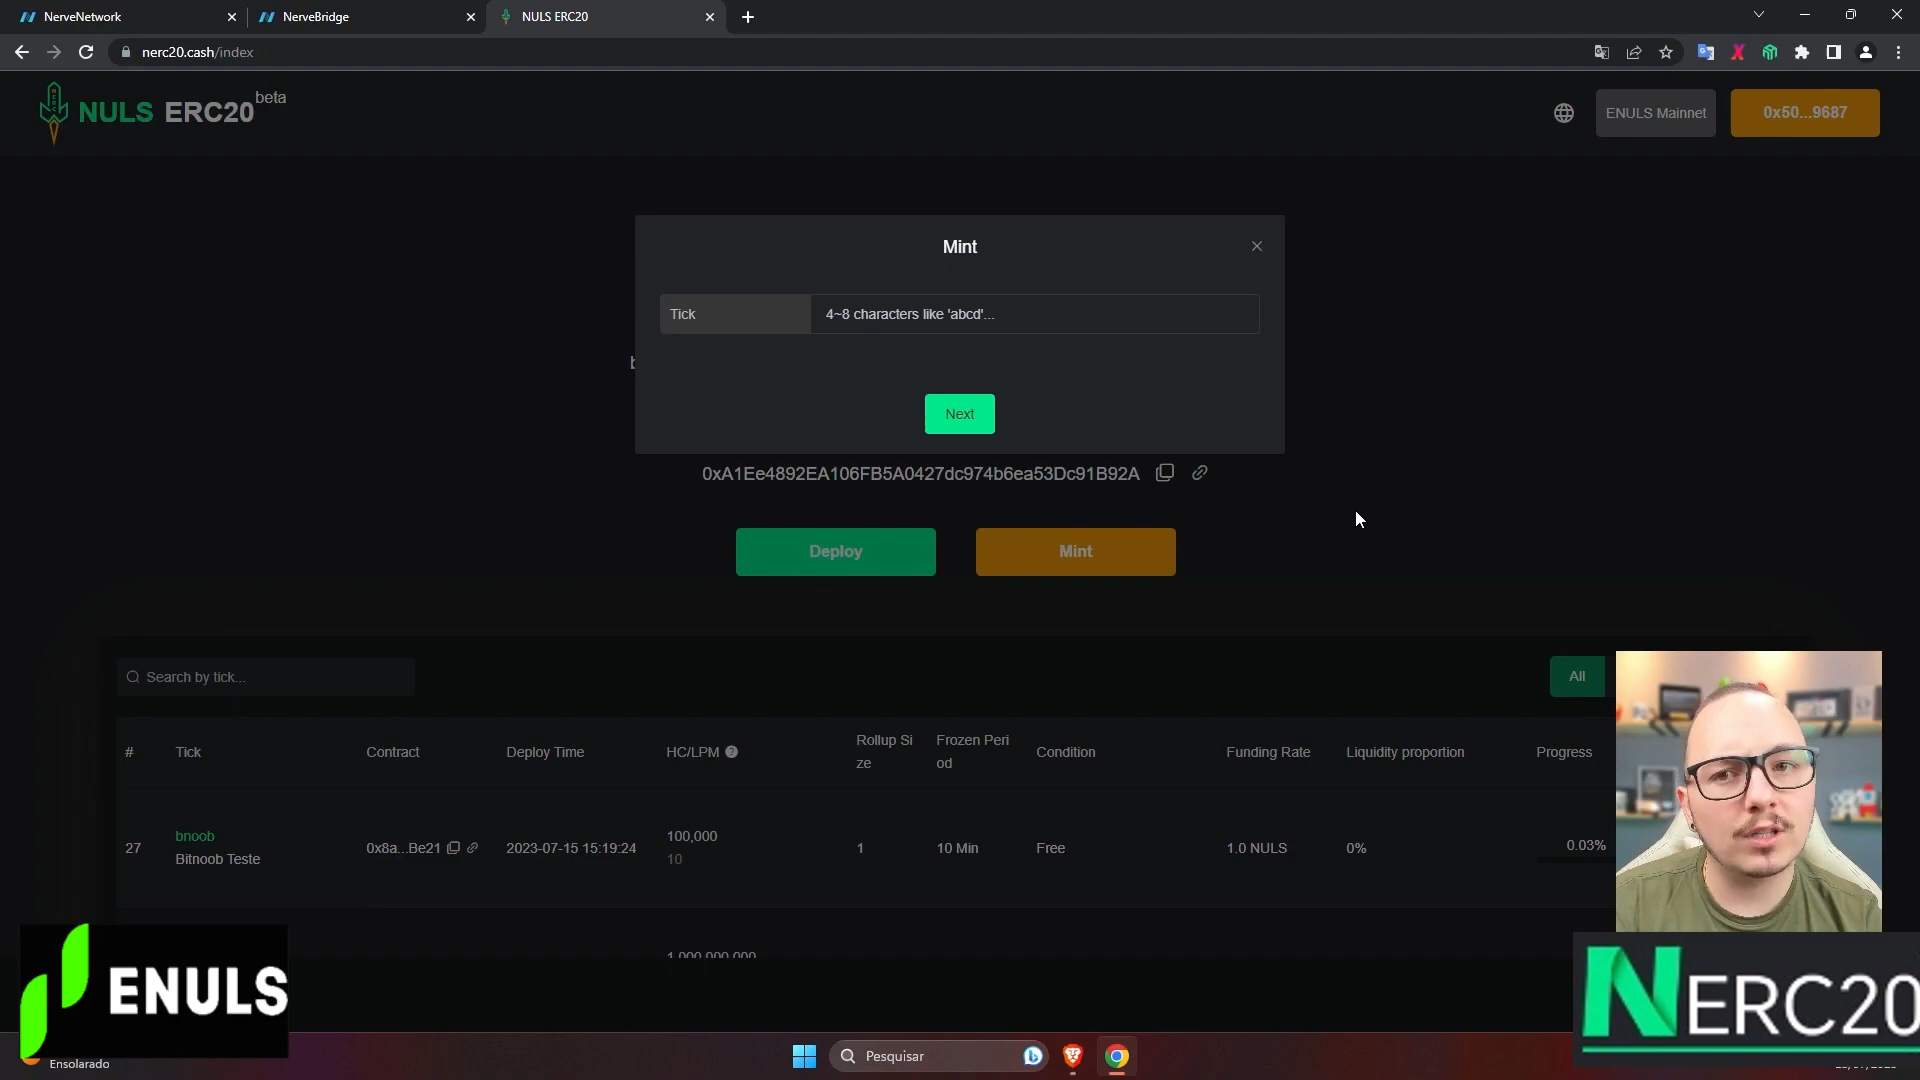 NerveNetwork
NerveBridge
NULS ERC20
nerc20.cash/index
NULS ERC20 beta
ENULS Mainnet
0x50...9687
Mint
Tick
4~8 characters like 'abcd'...
Next
0xA1Ee4892EA106FB5A0427dc974b6ea53Dc91B92A
Deploy
Mint
Search by tick...
All
# Tick Contract Deploy Time HC/LPM Rollup Si Frozen Peri Condition Funding Rate Liquidity proportion Progress
ze od
27 bnoob 0x8a...Be21 2023-07-15 15:19:24 100,000 1 10 Min Free 1.0 NULS 0% 0.03%
Bitnoob Teste 10
1,000,000,000
ENULS
NERC20
Ensolarado
Pesquisar